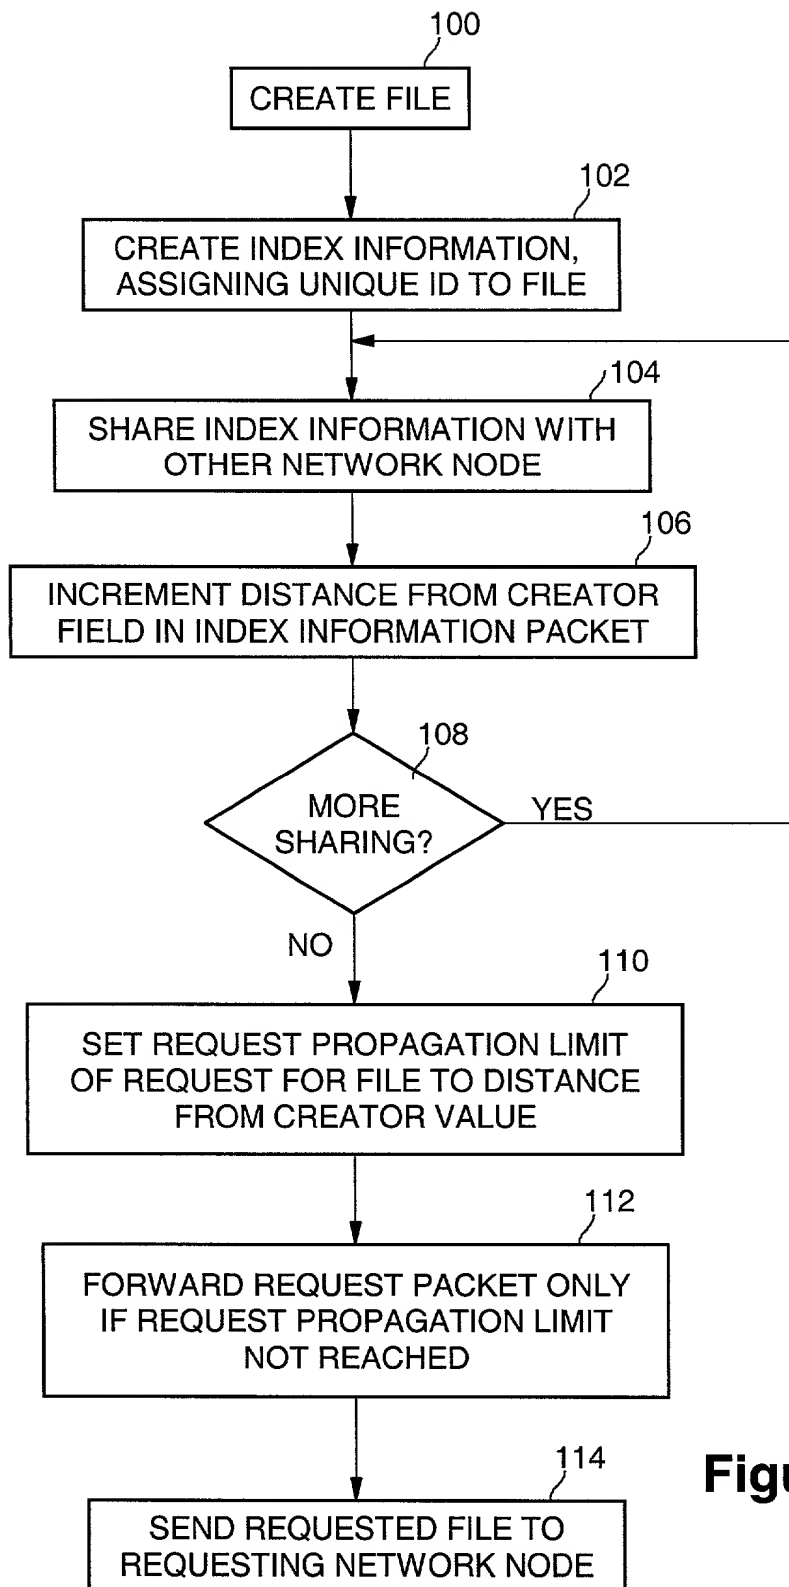 100
CREATE FILE
102
CREATE INDEX INFORMATION,
ASSIGNING UNIQUE ID TO FILE
104
SHARE INDEX INFORMATION WITH
OTHER NETWORK NODE
106
INCREMENT DISTANCE FROM CREATOR
FIELD IN INDEX INFORMATION PACKET
108
MORE
SHARING?
YES
NO
110
SET REQUEST PROPAGATION LIMIT
OF REQUEST FOR FILE TO DISTANCE
FROM CREATOR VALUE
112
FORWARD REQUEST PACKET ONLY
IF REQUEST PROPAGATION LIMIT
NOT REACHED
114
SEND REQUESTED FILE TO
REQUESTING NETWORK NODE